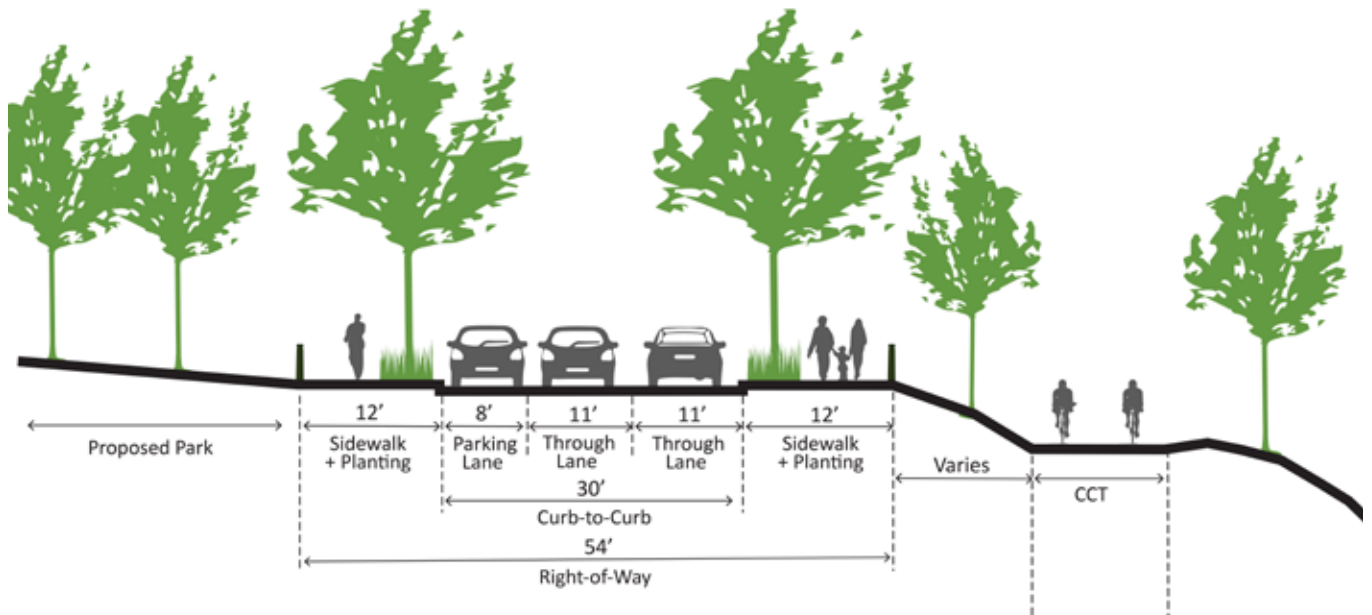 12’ 8’ 11’ 11’ 12’
Proposed Park
Sidewalk
+ Planting
Parking
Lane
Through
Lane
Through
Lane
Sidewalk
+ Planting
Varies
CCT
30’
Curb-to-Curb
54’
Right-of-Way